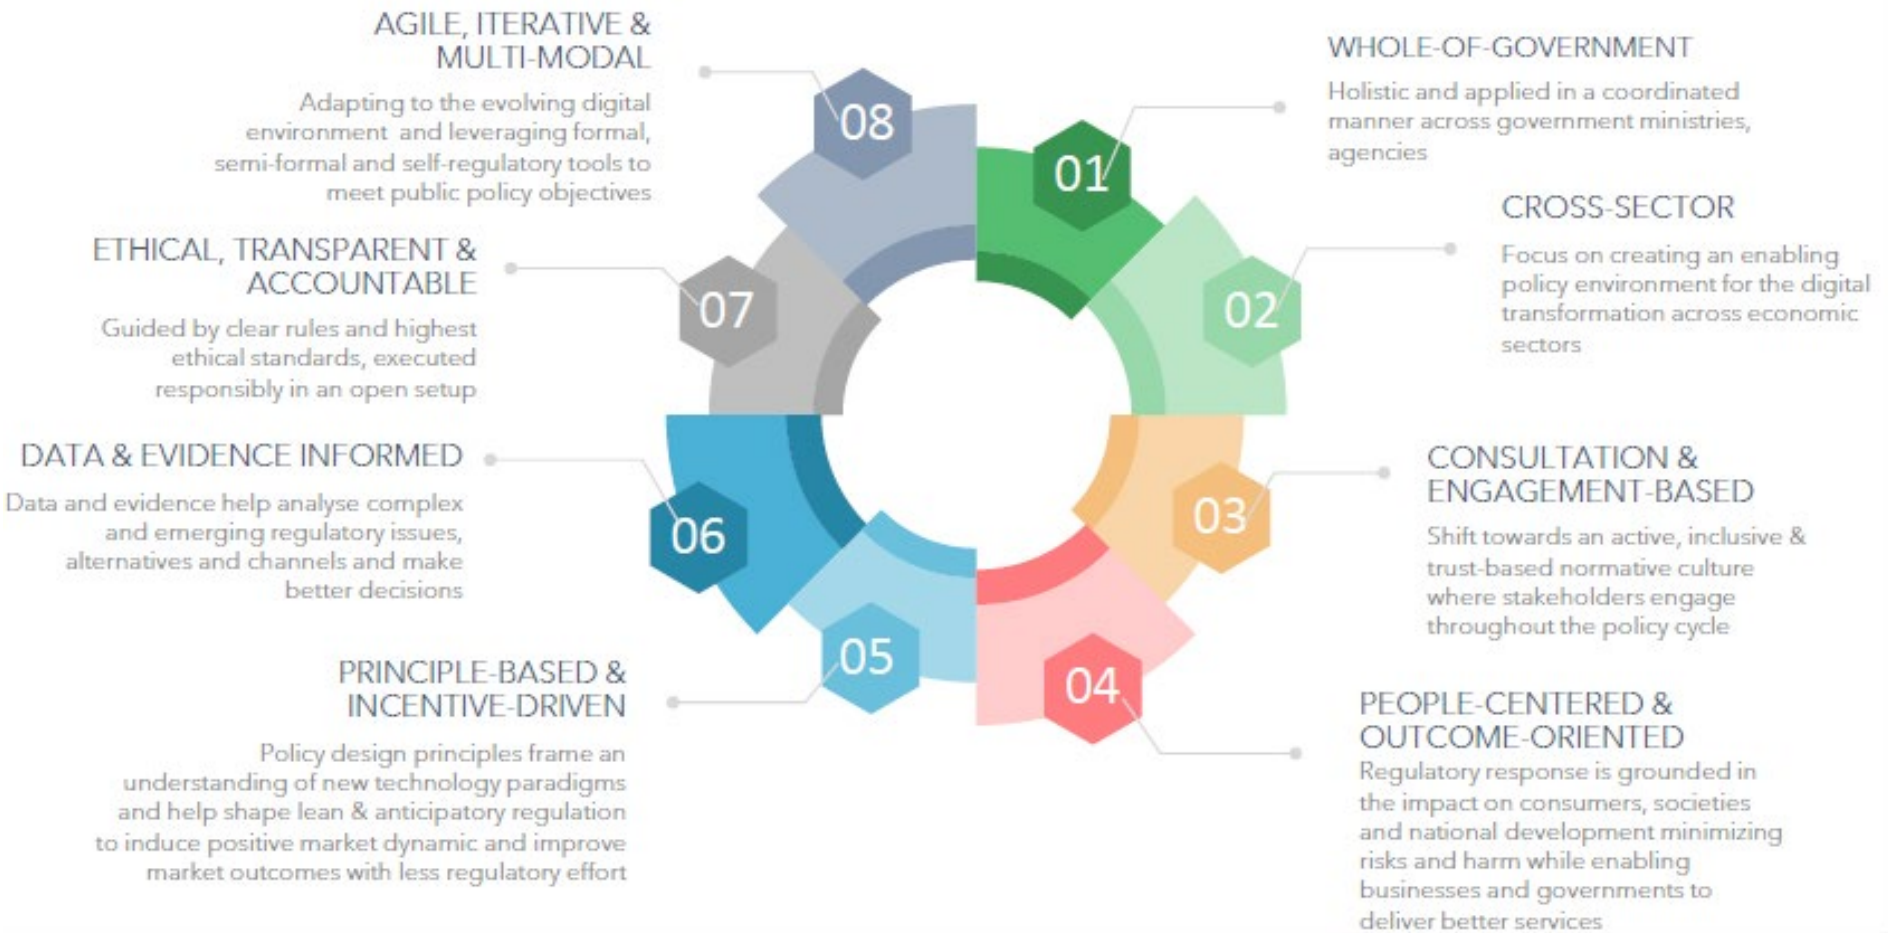 01
WHOLE-OF-GOVERNMENT
Holistic and applied in a coordinated
manner across government ministries,
agencies
02
CROSS-SECTOR
Focus on creating an enabling
policy environment for the digital
transformation across economic
sectors
03
CONSULTATION &
ENGAGEMENT-BASED
Shift towards an active, inclusive &
trust-based normative culture
where stakeholders engage
throughout the policy cycle
04
PEOPLE-CENTERED &
OUTCOME-ORIENTED
Regulatory response is grounded in
the impact on consumers, societies
and national development minimizing
risks and harm while enabling
businesses and governments to
deliver better services
05
PRINCIPLE-BASED &
INCENTIVE-DRIVEN
Policy design principles frame an
understanding of new technology paradigms
and help shape lean & anticipatory regulation
to induce positive market dynamic and improve
market outcomes with less regulatory effort
06
DATA & EVIDENCE INFORMED
Data and evidence help analyse complex
and emerging regulatory issues,
alternatives and channels and make
better decisions
07
ETHICAL, TRANSPARENT &
ACCOUNTABLE
Guided by clear rules and highest
ethical standards, executed
responsibly in an open setup
08
AGILE, ITERATIVE &
MULTI-MODAL
Adapting to the evolving digital
environment and leveraging formal,
semi-formal and self-regulatory tools to
meet public policy objectives